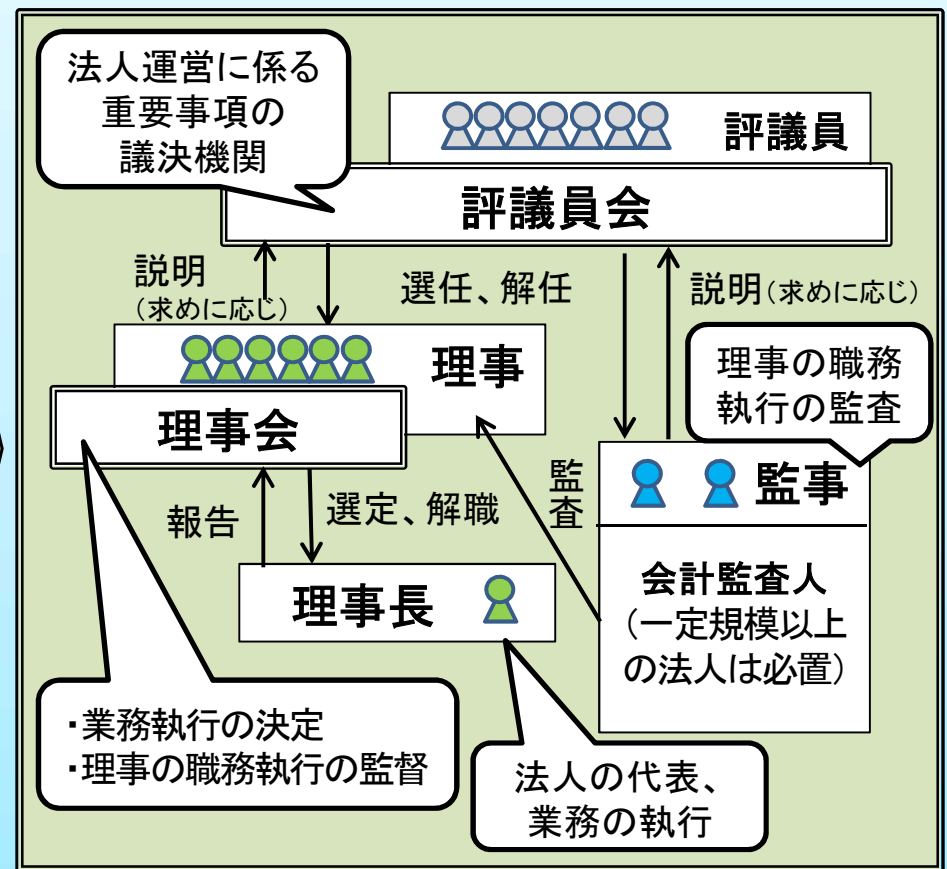 法人運営に係る
重要事項の
議決機関
評議員
評議員会
説明
（求めに応じ）
選任、解任
説明（求めに応じ）
理事
理事会
理事の職務
執行の監査
監査
監事
報告
選定、解職
会計監査人
（一定規模以上
の法人は必置）
理事長
・業務執行の決定
・理事の職務執行の監督
法人の代表、
業務の執行